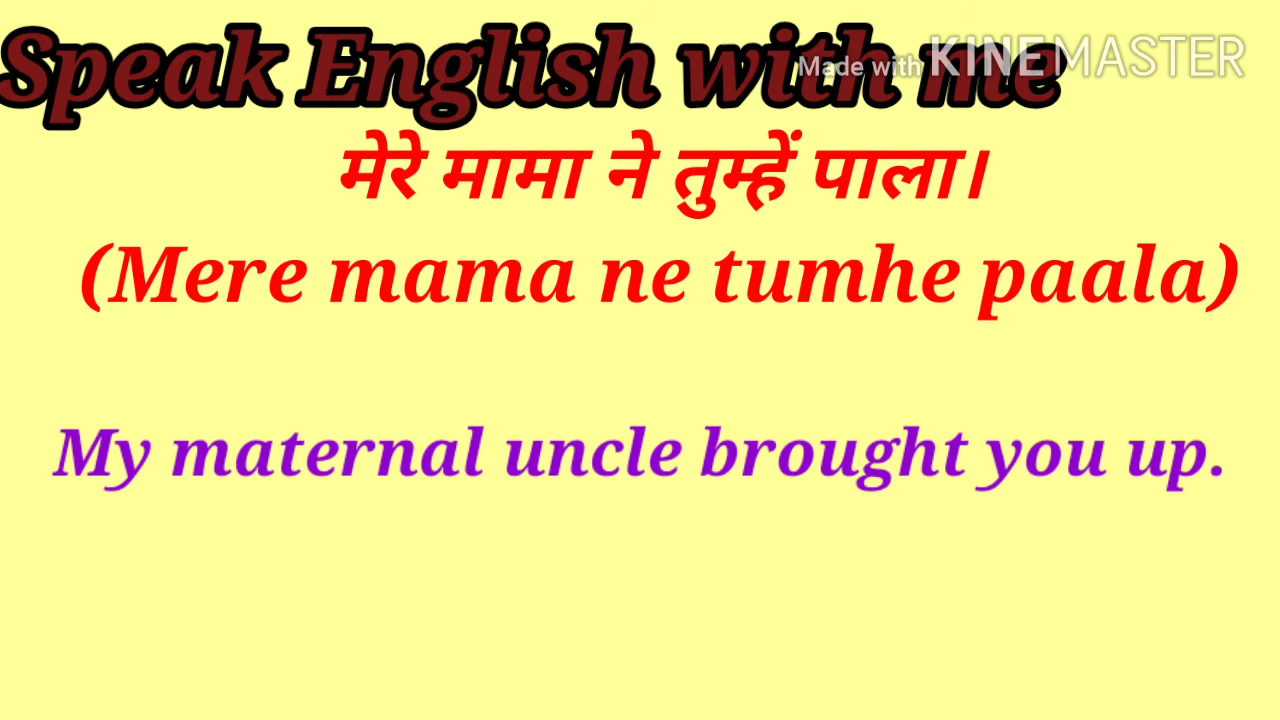 Speak English with me
Made with KINEMASTER
मेरे मामा ने तुम्हें पाला।
(Mere mama ne tumhe paala)
My maternal uncle brought you up.